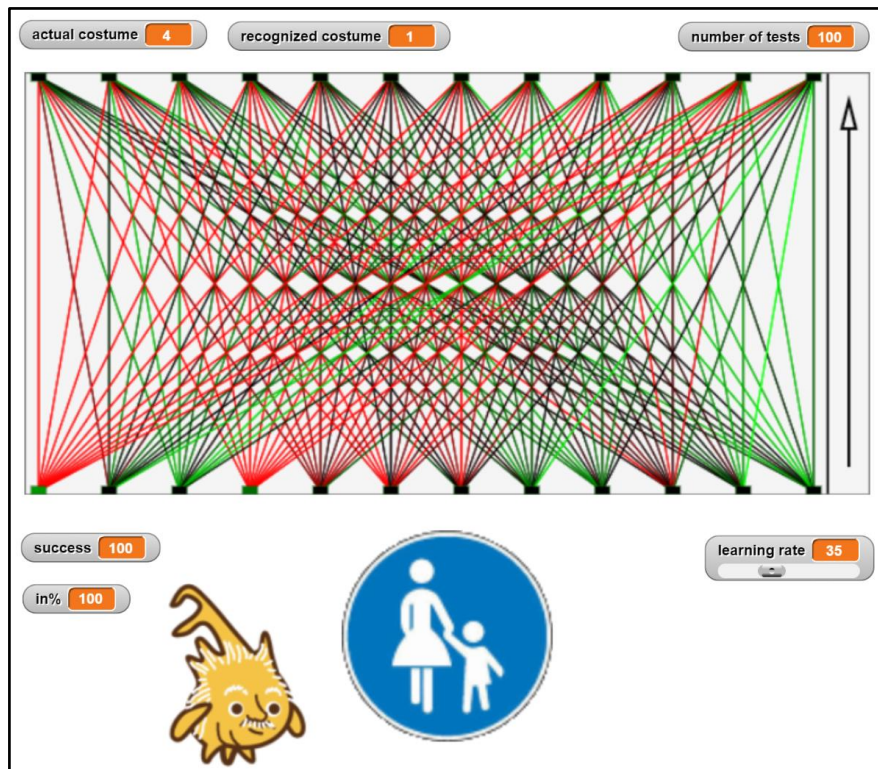 actual costume 4
recognized costume 1
number of tests 100
success 100
in% 100
learning rate 35